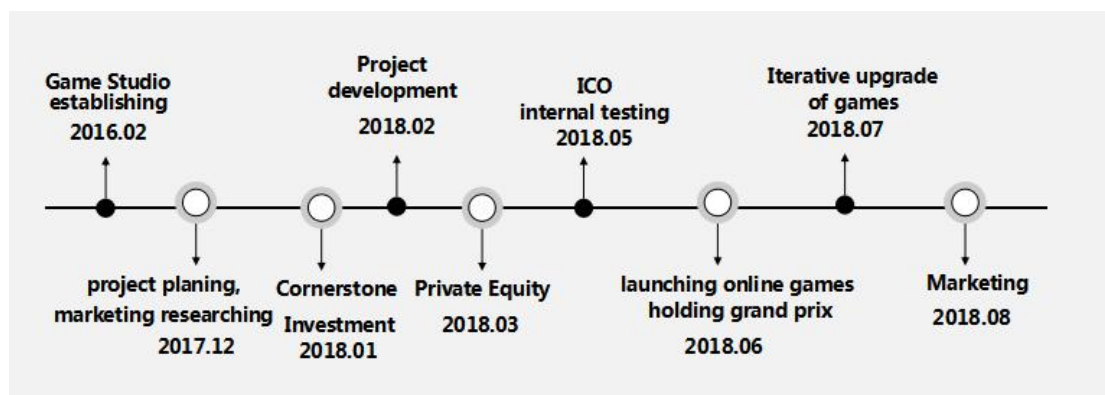 Game Studio
establishing
2016.02
project planing,
marketing researching
2017.12
Cornerstone
Investment
2018.01
Project
development
2018.02
Private Equity
2018.03
ICO
internal testing
2018.05
launching online games
holding grand prix
2018.06
Iterative upgrade
of games
2018.07
Marketing
2018.08